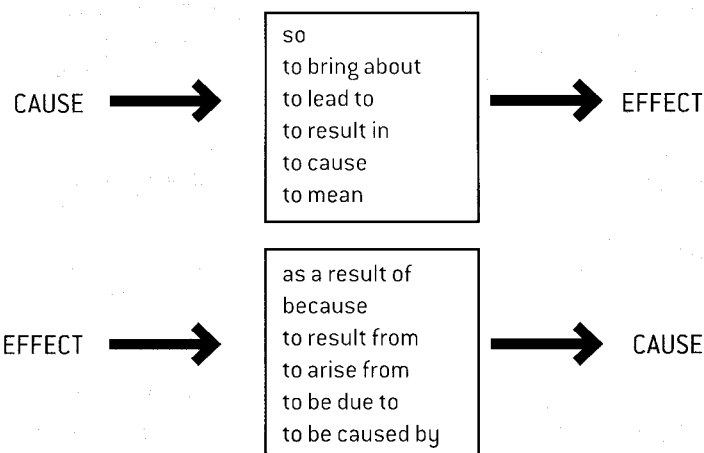 so
to bring about
to lead to
CAUSE
EFFECT
to result in
to cause
to mean
as a result of
because
to result from
EFFECT
CAUSE
to arise from
to be due to
to be caused by